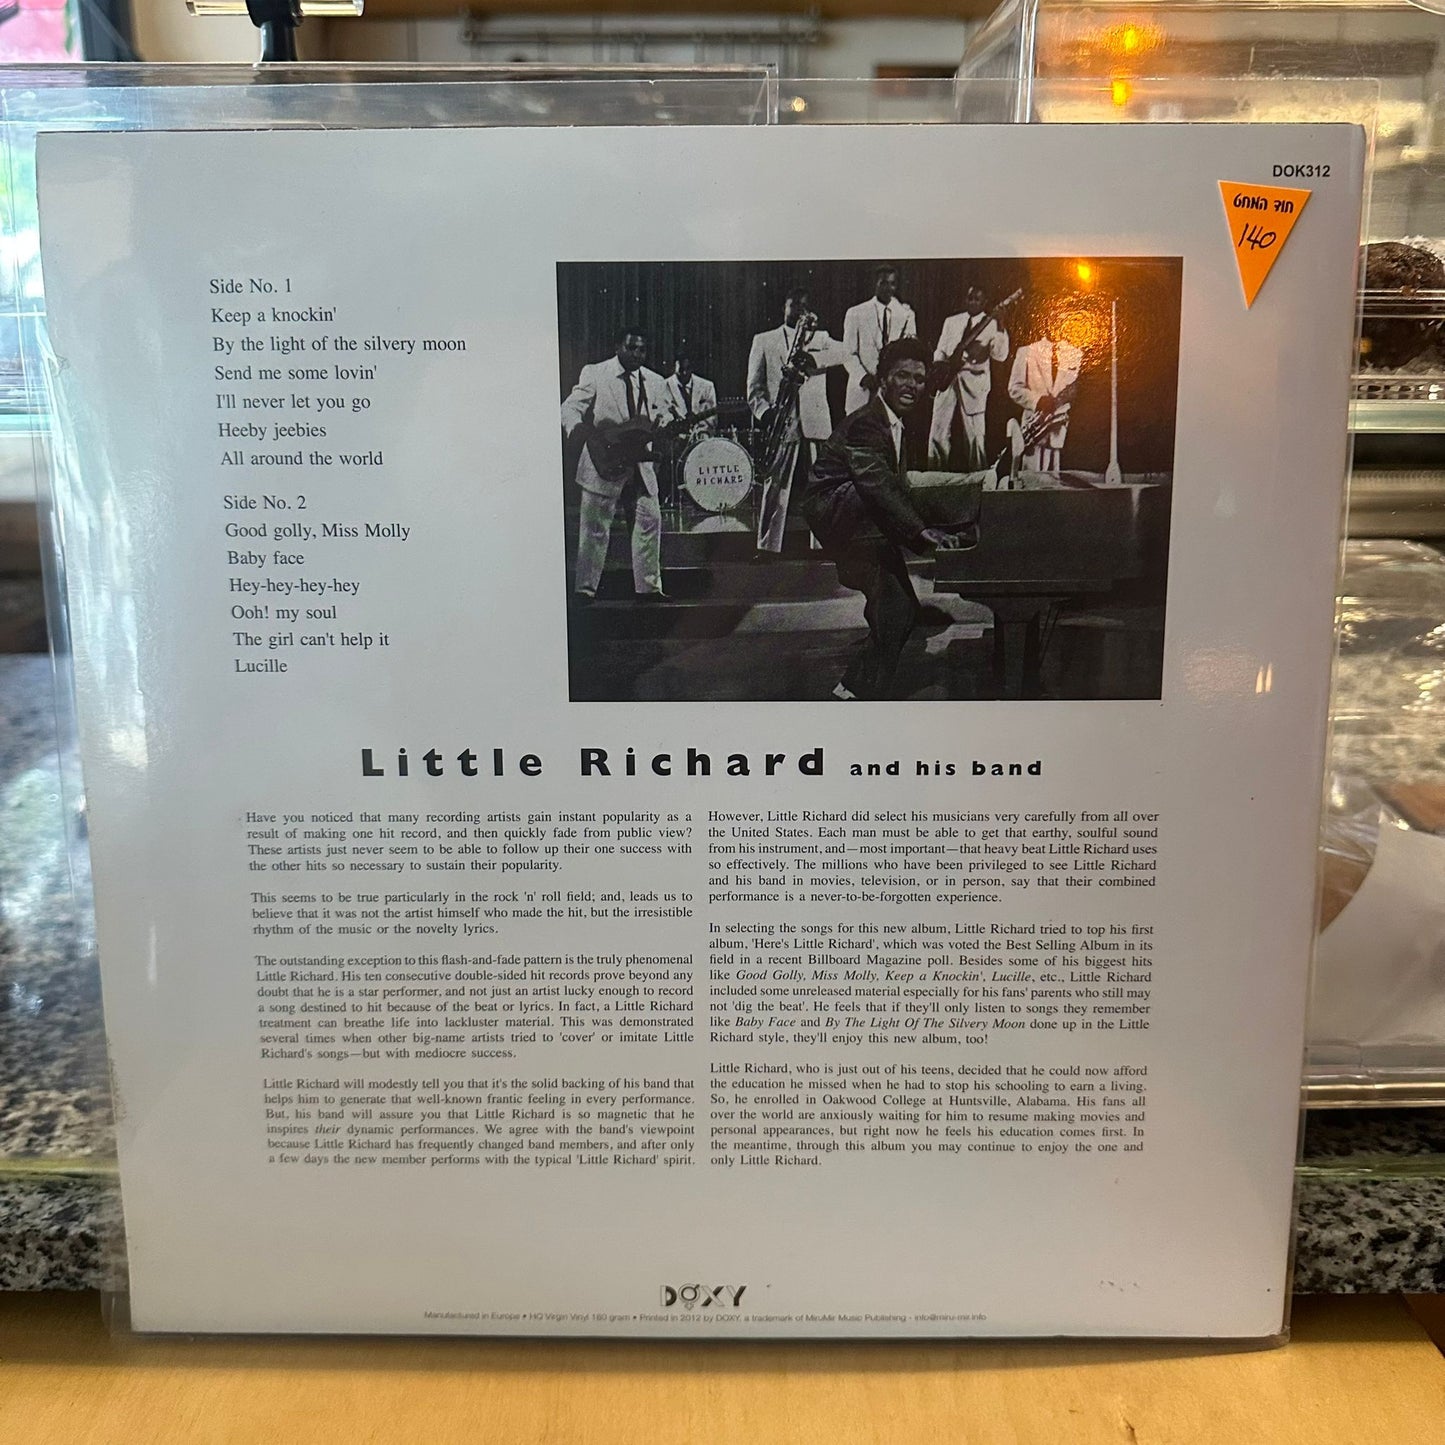 DOK312
חוד המחט
140
Side No. 1
Keep a knockin'
By the light of the silvery moon
Send me some lovin'
I'll never let you go
Heeby jeebies
All around the world
Side No. 2
Good golly, Miss Molly
Baby face
Hey-hey-hey-hey
Ooh! my soul
The girl can't help it
Lucille
LITTLE
RICHARD
Little Richard and his band
Have you noticed that many recording artists gain instant popularity as a
result of making one hit record, and then quickly fade from public view?
These artists just never seem to be able to follow up their one success with
the other hits so necessary to sustain their popularity.
This seems to be true particularly in the rock 'n' roll field; and, leads us to
believe that it was not the artist himself who made the hit, but the irresistible
rhythm of the music or the novelty lyrics.
The outstanding exception to this flash-and-fade pattern is the truly phenomenal
Little Richard. His ten consecutive double-sided hit records prove beyond any
doubt that he is a star performer, and not just an artist lucky enough to record
a song destined to hit because of the beat or lyrics. In fact, a Little Richard
treatment can breathe life into lackluster material. This was demonstrated
several times when other big-name artists tried to 'cover' or imitate Little
Richard's songs—but with mediocre success.
Little Richard will modestly tell you that it's the solid backing of his band that
helps him to generate that well-known frantic feeling in every performance.
But, his band will assure you that Little Richard is so magnetic that he
inspires their dynamic performances. We agree with the band's viewpoint
because Little Richard has frequently changed band members, and after only
a few days the new member performs with the typical 'Little Richard' spirit.
However, Little Richard did select his musicians very carefully from all over
the United States. Each man must be able to get that earthy, soulful sound
from his instrument, and—most important—that heavy beat Little Richard uses
so effectively. The millions who have been privileged to see Little Richard
and his band in movies, television, or in person, say that their combined
performance is a never-to-be-forgotten experience.
In selecting the songs for this new album, Little Richard tried to top his first
album, 'Here's Little Richard', which was voted the Best Selling Album in its
field in a recent Billboard Magazine poll. Besides some of his biggest hits
like Good Golly, Miss Molly, Keep a Knockin', Lucille, etc., Little Richard
included some unreleased material especially for his fans' parents who still may
not 'dig the beat'. He feels that if they'll only listen to songs they remember
like Baby Face and By The Light Of The Silvery Moon done up in the Little
Richard style, they'll enjoy this new album, too!
Little Richard, who is just out of his teens, decided that he could now afford
the education he missed when he had to stop his schooling to earn a living.
So, he enrolled in Oakwood College at Huntsville, Alabama. His fans all
over the world are anxiously waiting for him to resume making movies and
personal appearances, but right now he feels his education comes first. In
the meantime, through this album you may continue to enjoy the one and
only Little Richard.
DOXY
Manufactured in Europe • HQ Virgin Vinyl 180 gram • Printed in 2012 by DOXY, a trademark of MiruMir Music Publishing - info@miru-mir.info